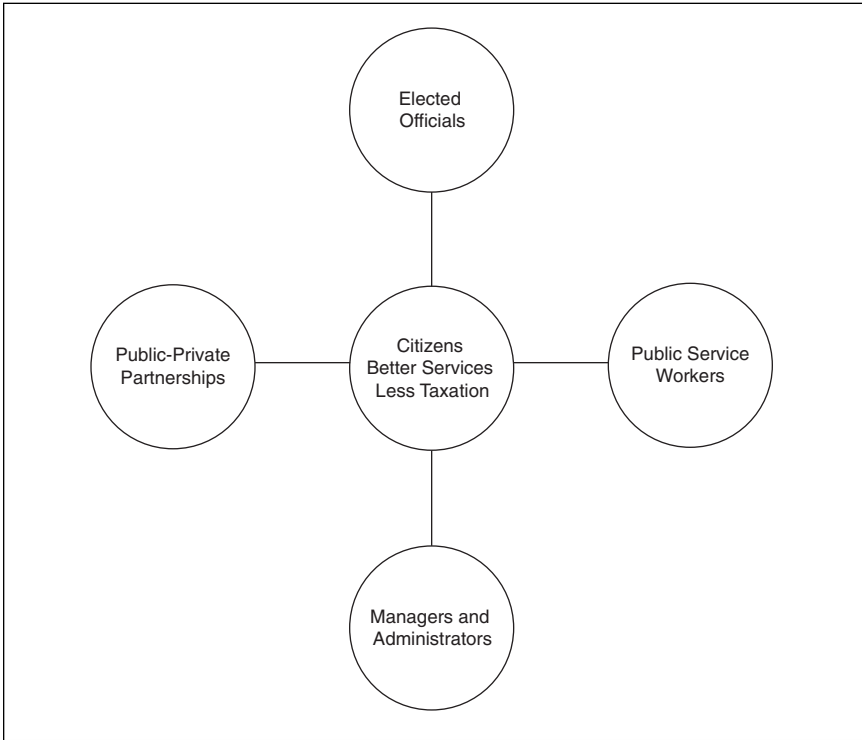 Elected
Officials
Public-Private
Partnerships
Citizens
Better Services
Less Taxation
Public Service
Workers
Managers and
Administrators